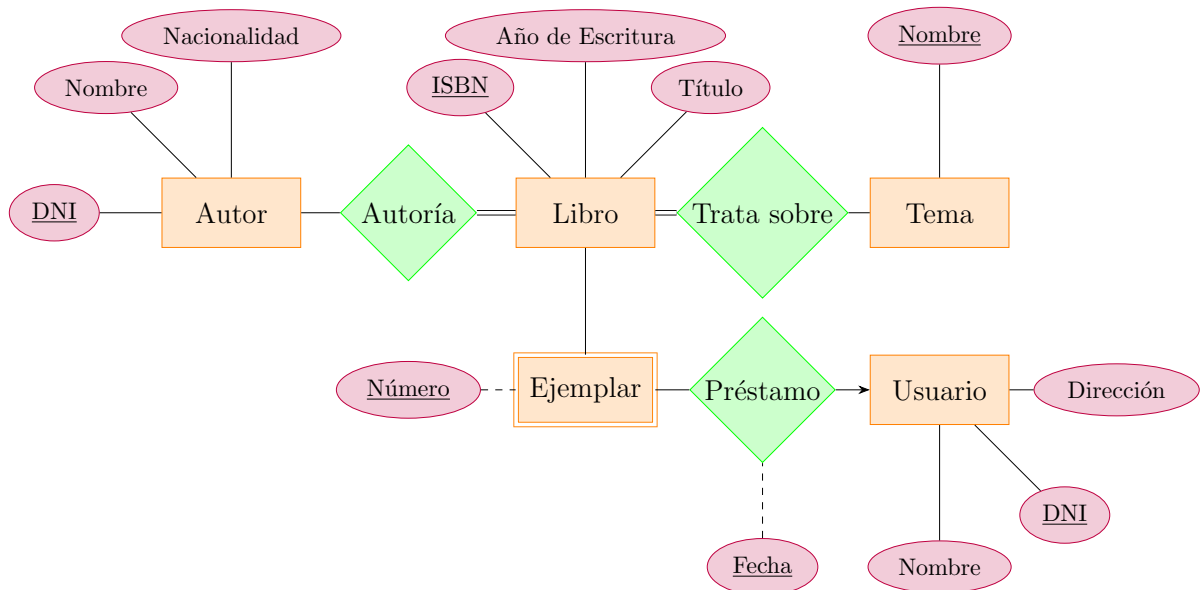 Nacionalidad
Año de Escritura
Nombre
Nombre
ISBN
Título
DNI
Autor
Autoría
Libro
Trata sobre
Tema
Número
Ejemplar
Préstamo
Usuario
Dirección
DNI
Fecha
Nombre